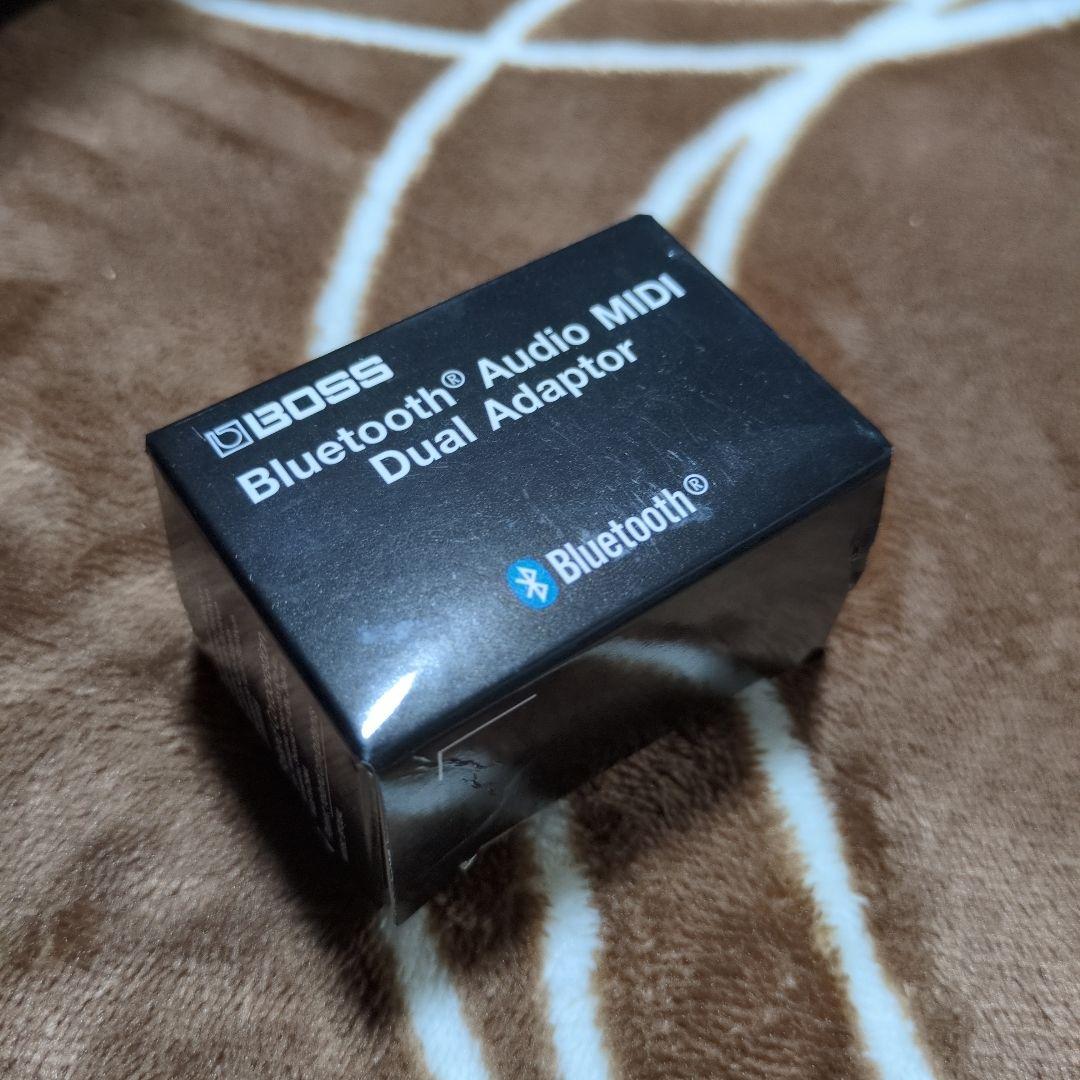 BOSS
Bluetooth® Audio MIDI
Dual Adaptor
Bluetooth®